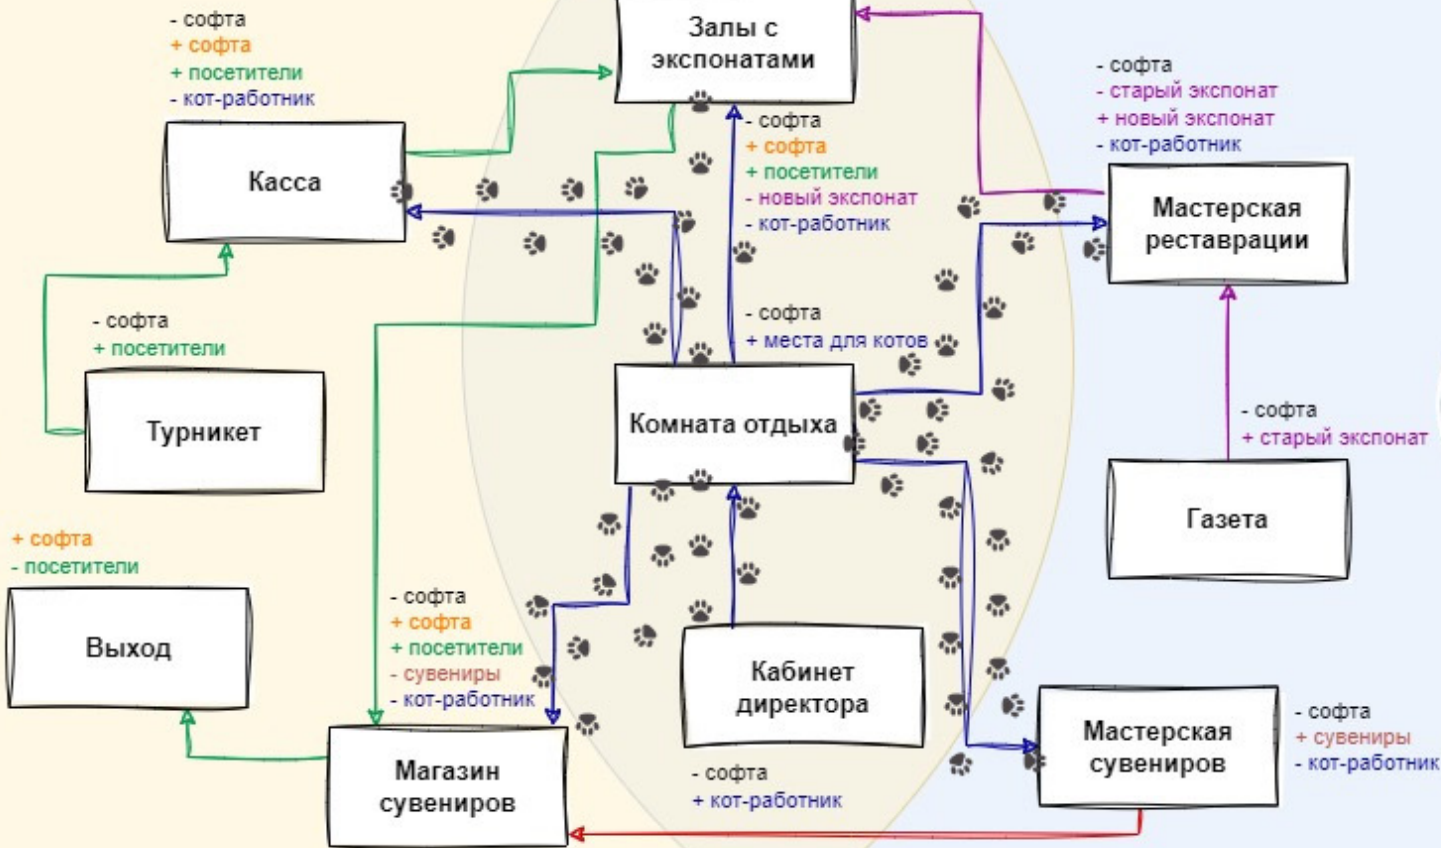 - софта
+ софта
+ посетители
- кот-работник
Касса
Залы с
экспонатами
- софта
+ софта
+ посетители
- новый экспонат
- кот-работник
- софта
- старый экспонат
+ новый экспонат
- кот-работник
Мастерская
реставрации
- софта
+ посетители
Турникет
- софта
+ места для котов
Комната отдыха
- софта
+ старый экспонат
Газета
+ софта
- посетители
Выход
- софта
+ софта
+ посетители
- сувениры
- кот-работник
Магазин
сувениров
Кабинет
директора
- софта
+ кот-работник
Мастерская
сувениров
- софта
+ сувениры
- кот-работник